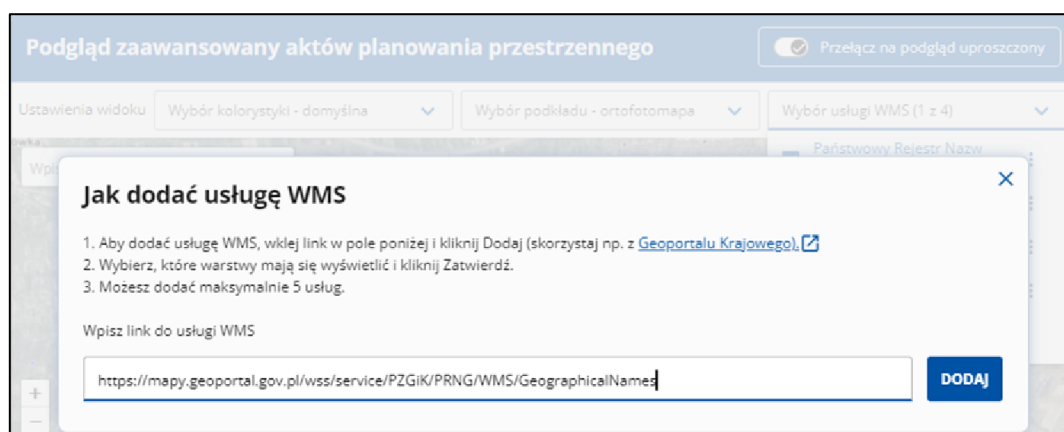 Podgląd zaawansowany aktów planowania przestrzennego
Przełącz na podgląd uproszczony
Ustawienia widoku
Wybór kolorystyki - domyślna
Wybór podkładu - ortofotomapa
Wybór usługi WMS (1 z 4)
Państwowy Rejestr Nazw
Jak dodać usługę WMS
1. Aby dodać usługę WMS, wklej link w pole poniżej i kliknij Dodaj (skorzystaj np. z Geoportalu Krajowego).
2. Wybierz, które warstwy mają się wyświetlić i kliknij Zatwierdź.
3. Możesz dodać maksymalnie 5 usług.
Wpisz link do usługi WMS
https://mapy.geoportal.gov.pl/wss/service/PZGiK/PRNG/WMS/GeographicalNames
DODAJ
+
−